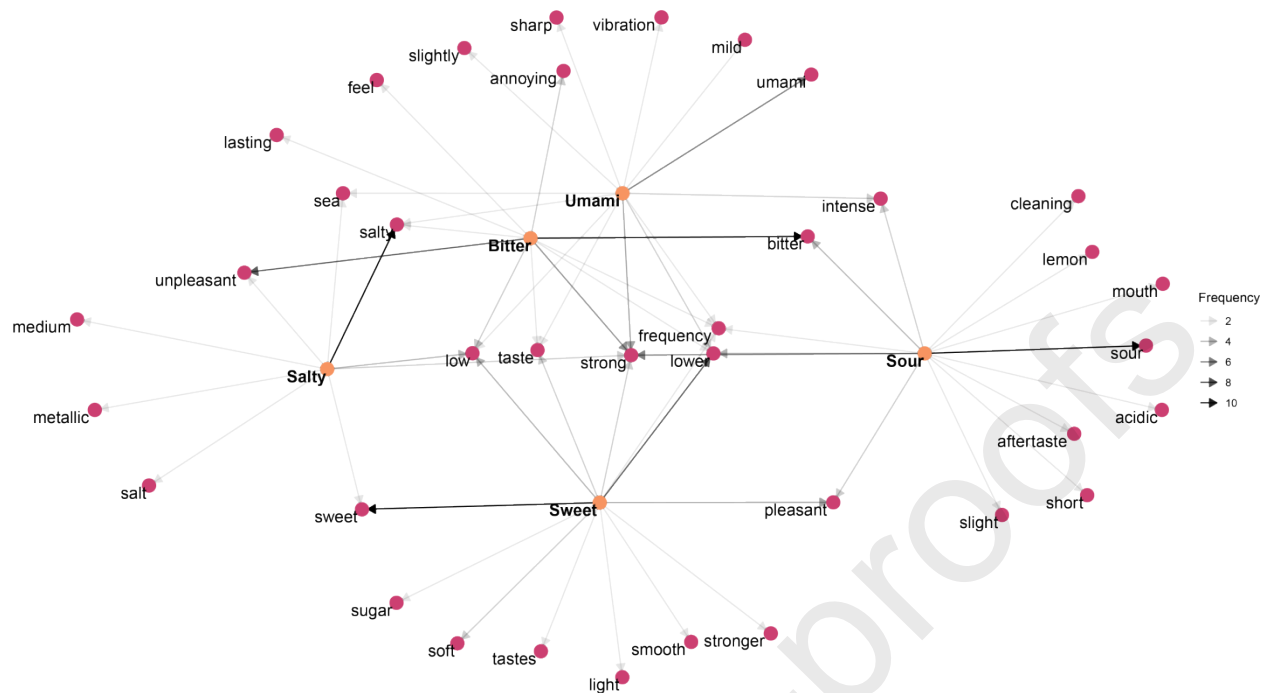 sharp
vibration
mild
slightly
annoying
umami
feel
lasting
sea
Umami
intense
cleaning
salty
Bitter
bitter
lemon
unpleasant
mouth
Frequency
2
4
6
8
10
medium
frequency
low
taste
strong
lower
Sour
sour
Salty
metallic
acidic
aftertaste
salt
sweet
Sweet
pleasant
slight
short
sugar
soft
tastes
light
smooth
stronger
proofs